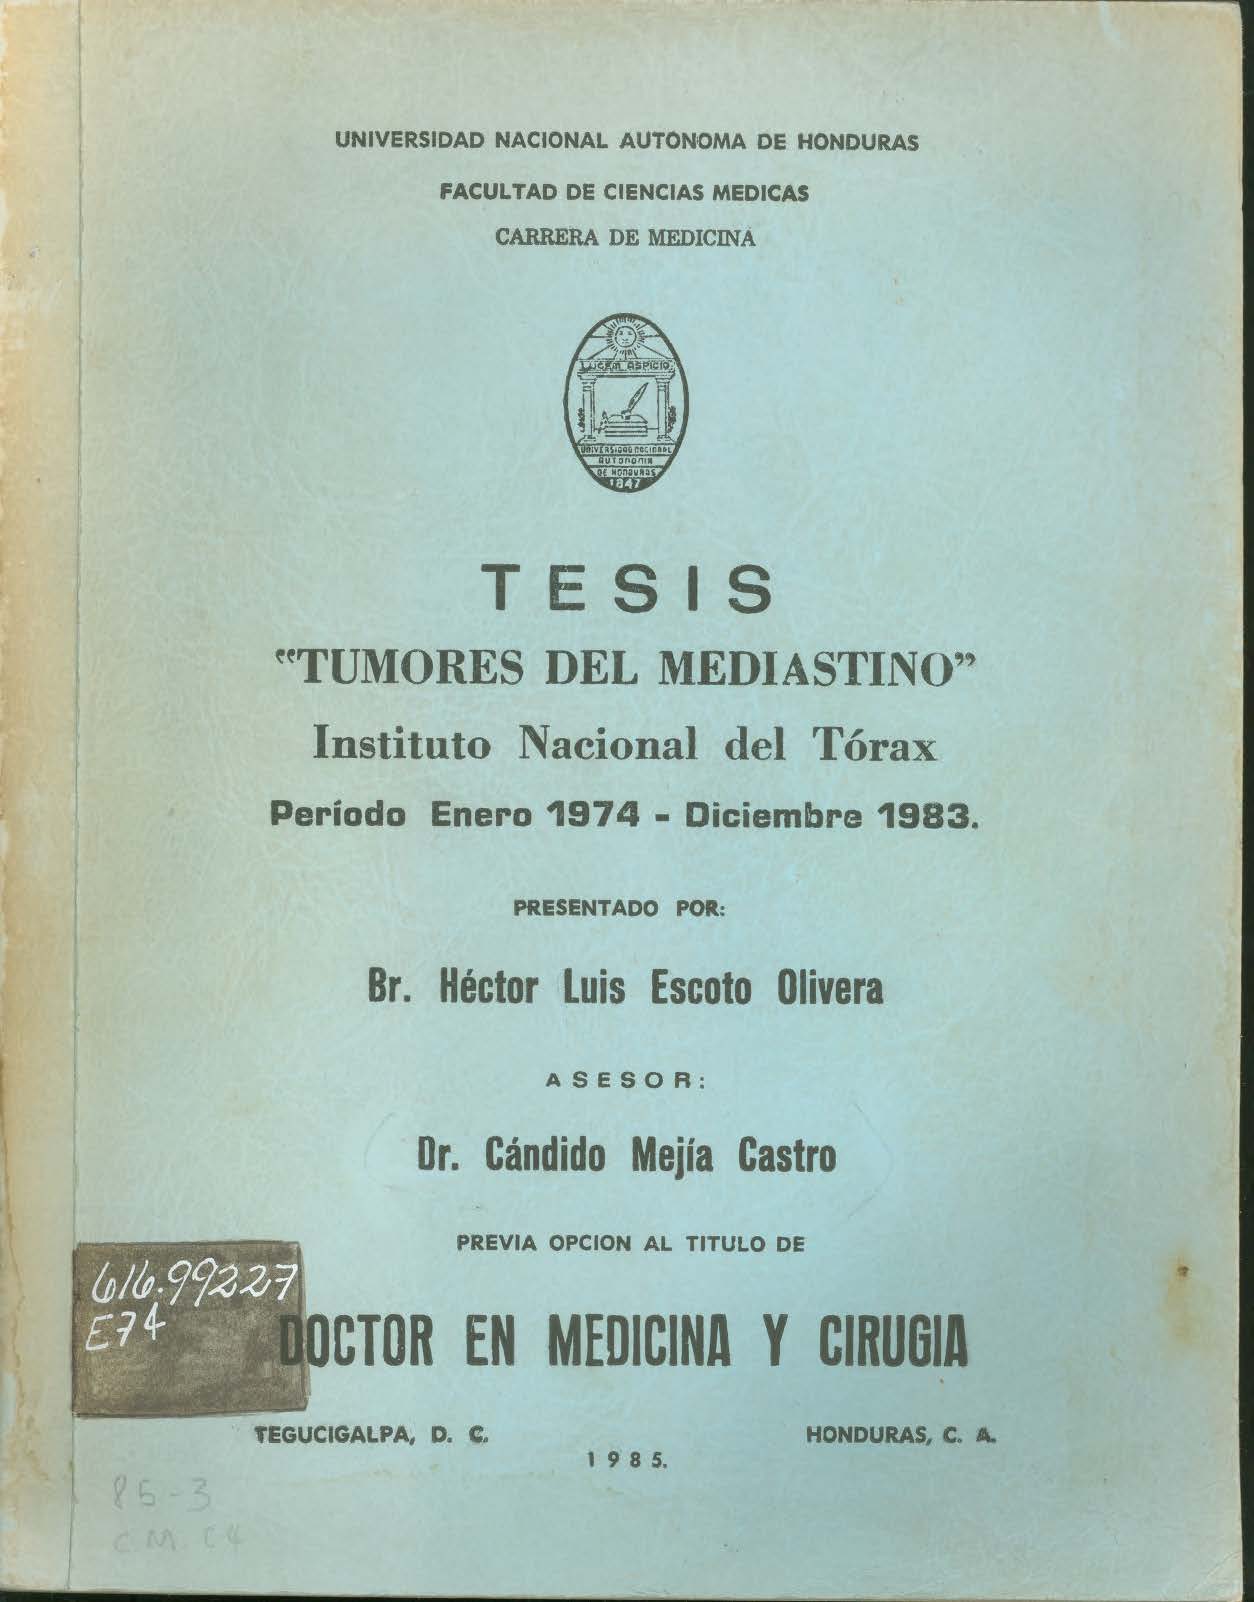 UNIVERSIDAD NACIONAL AUTONOMA DE HONDURAS
FACULTAD DE CIENCIAS MEDICAS
CARRERA DE MEDICINA
LUCEM ASPICIO
UNIVERSIDAD NACIONAL
AUTONOMA
DE HONDURAS
1847
TESIS
“TUMORES DEL MEDIASTINO”
Instituto Nacional del Tórax
Período Enero 1974 - Diciembre 1983.
PRESENTADO POR:
Br. Héctor Luis Escoto Olivera
ASESOR:
Dr. Cándido Mejía Castro
PREVIA OPCION AL TITULO DE
616.99227
E74
DOCTOR EN MEDICINA Y CIRUGIA
TEGUCIGALPA, D. C. HONDURAS, C. A.
1985.
85-3